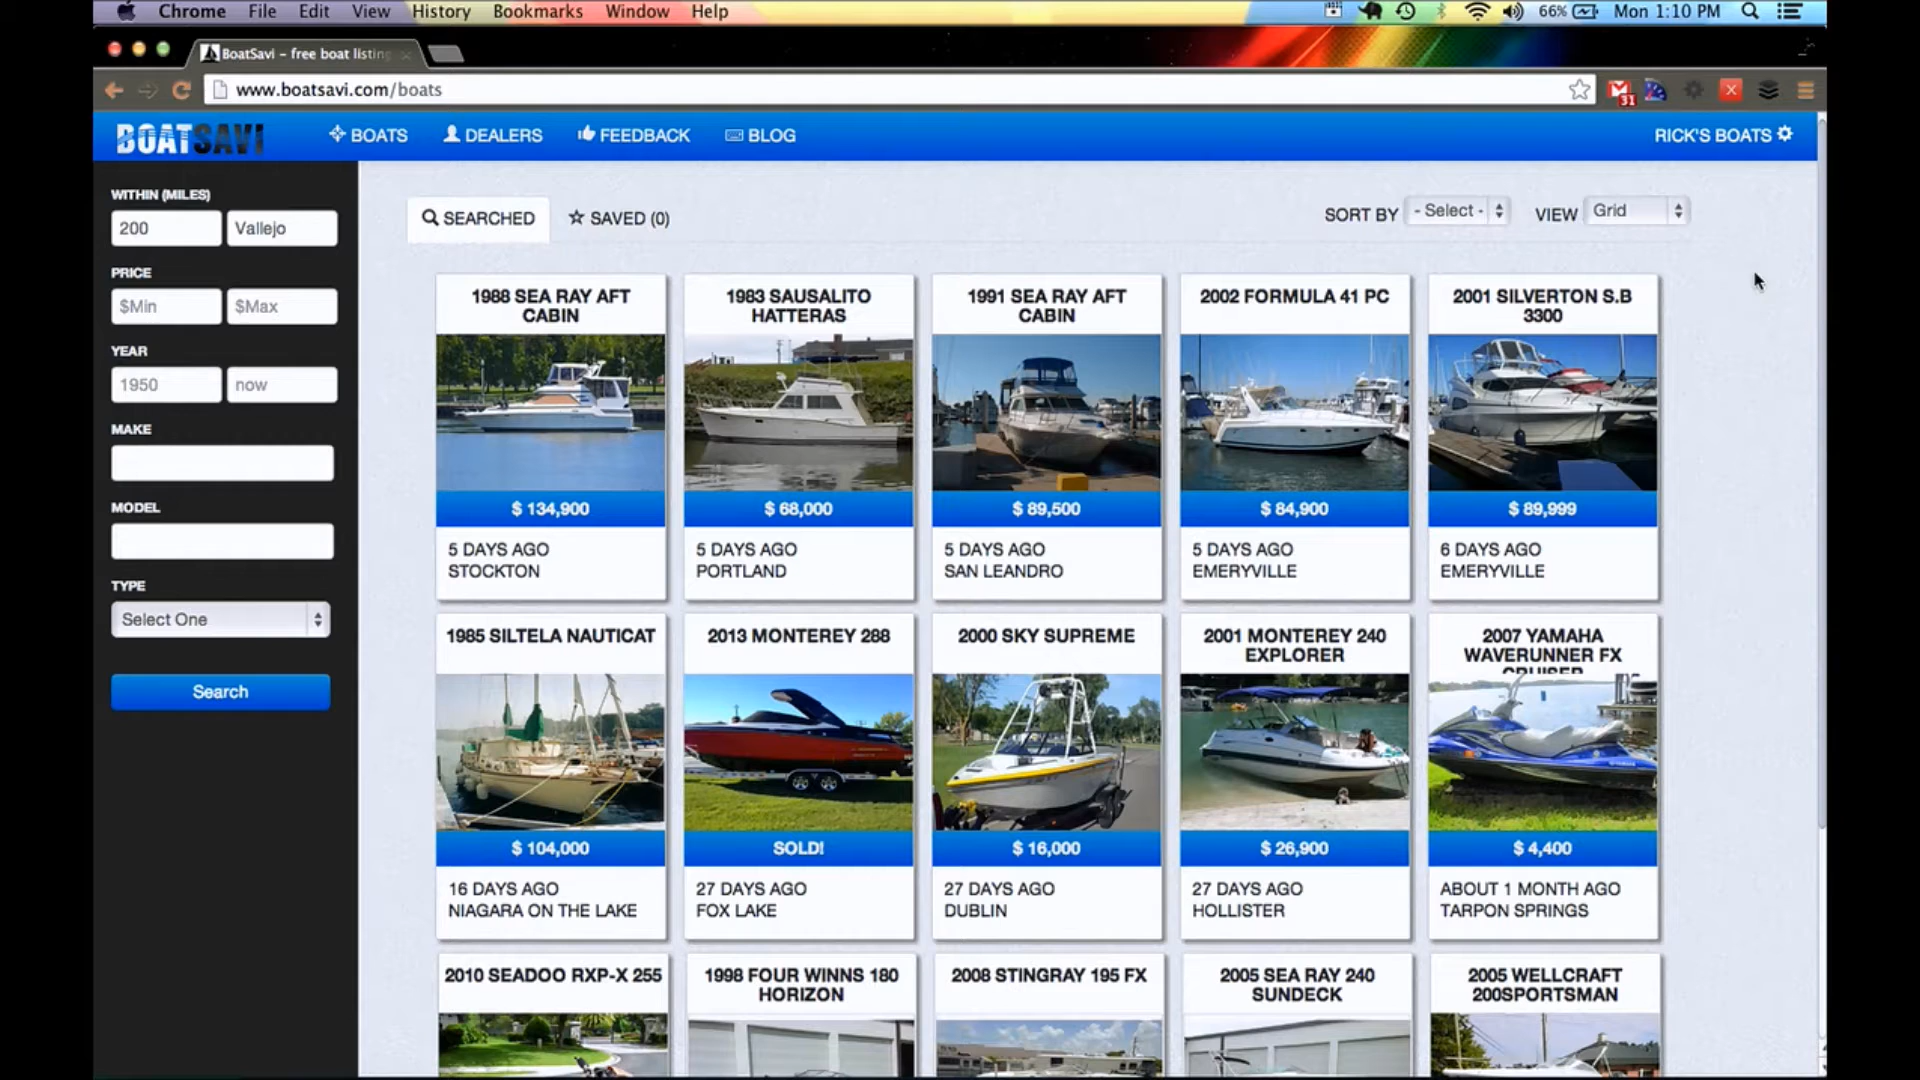 Chrome File Edit View History Bookmarks Window Help 66% Mon 1:10 PM
BoatSavi – free boat listing
www.boatsavi.com/boats 31
BOATSAVI BOATS DEALERS FEEDBACK BLOG RICK'S BOATS
WITHIN (MILES)
200 Vallejo
PRICE
$Min $Max
YEAR
1950 now
MAKE
MODEL
TYPE
Select One
Search
SEARCHED SAVED (0) SORT BY - Select - VIEW Grid
1988 SEA RAY AFT
CABIN
$ 134,900
5 DAYS AGO
STOCKTON
1983 SAUSALITO
HATTERAS
$ 68,000
5 DAYS AGO
PORTLAND
1991 SEA RAY AFT
CABIN
$ 89,500
5 DAYS AGO
SAN LEANDRO
2002 FORMULA 41 PC
$ 84,900
5 DAYS AGO
EMERYVILLE
2001 SILVERTON S.B
3300
$ 89,999
6 DAYS AGO
EMERYVILLE
1985 SILTELA NAUTICAT
$ 104,000
16 DAYS AGO
NIAGARA ON THE LAKE
2013 MONTEREY 288
SOLD!
27 DAYS AGO
FOX LAKE
2000 SKY SUPREME
$ 16,000
27 DAYS AGO
DUBLIN
2001 MONTEREY 240
EXPLORER
$ 26,900
27 DAYS AGO
HOLLISTER
2007 YAMAHA
WAVERUNNER FX
CRUISER
$ 4,400
ABOUT 1 MONTH AGO
TARPON SPRINGS
2010 SEADOO RXP-X 255
1998 FOUR WINNS 180
HORIZON
2008 STINGRAY 195 FX
2005 SEA RAY 240
SUNDECK
2005 WELLCRAFT
200SPORTSMAN